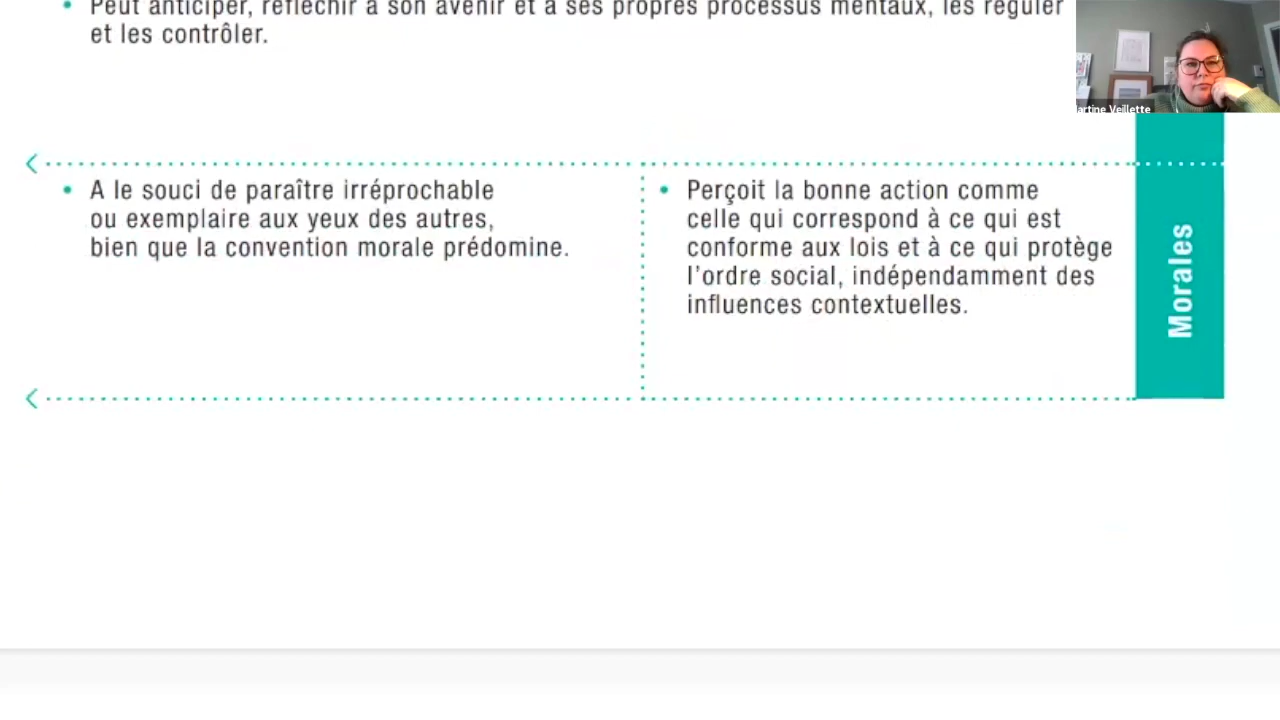 Peut anticiper, réfléchir à son avenir et à ses propres processus mentaux, les réguler
et les contrôler.
artine Veillette
A le souci de paraître irréprochable
ou exemplaire aux yeux des autres,
bien que la convention morale prédomine.
Perçoit la bonne action comme
celle qui correspond à ce qui est
conforme aux lois et à ce qui protège
l'ordre social, indépendamment des
influences contextuelles.
Morales